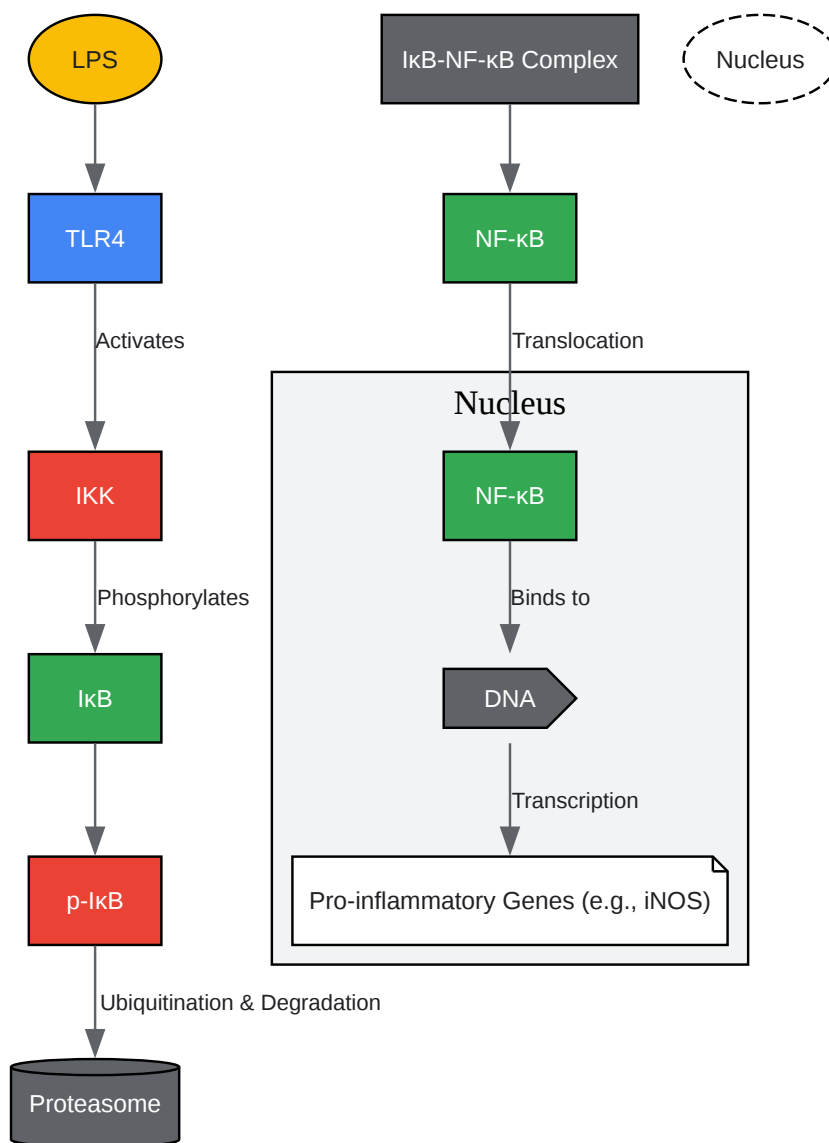 LPS
IκB-NF-κB Complex
Nucleus
TLR4
NF-κB
Activates
Translocation
Nucleus
IKK
NF-κB
Phosphorylates
Binds to
IκB
DNA
Transcription
p-IκB
Pro-inflammatory Genes (e.g., iNOS)
Ubiquitination & Degradation
Proteasome